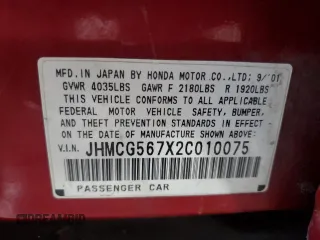 MFD. IN JAPAN BY HONDA MOTOR CO.,LTD; 9/01
GVWR 4035LBS GAWR F 2180LBS R 1920LBS
THIS VEHICLE CONFORMS TO ALL APPLICABLE
FEDERAL MOTOR VEHICLE SAFETY, BUMPER,
AND THEFT PREVENTION STANDARDS IN EFFECT
ON THE DATE OF MANUFACTURE SHOWN ABOVE.
V.I.N. JHMCG567X2C010075
PASSENGER CAR
DREAMBID